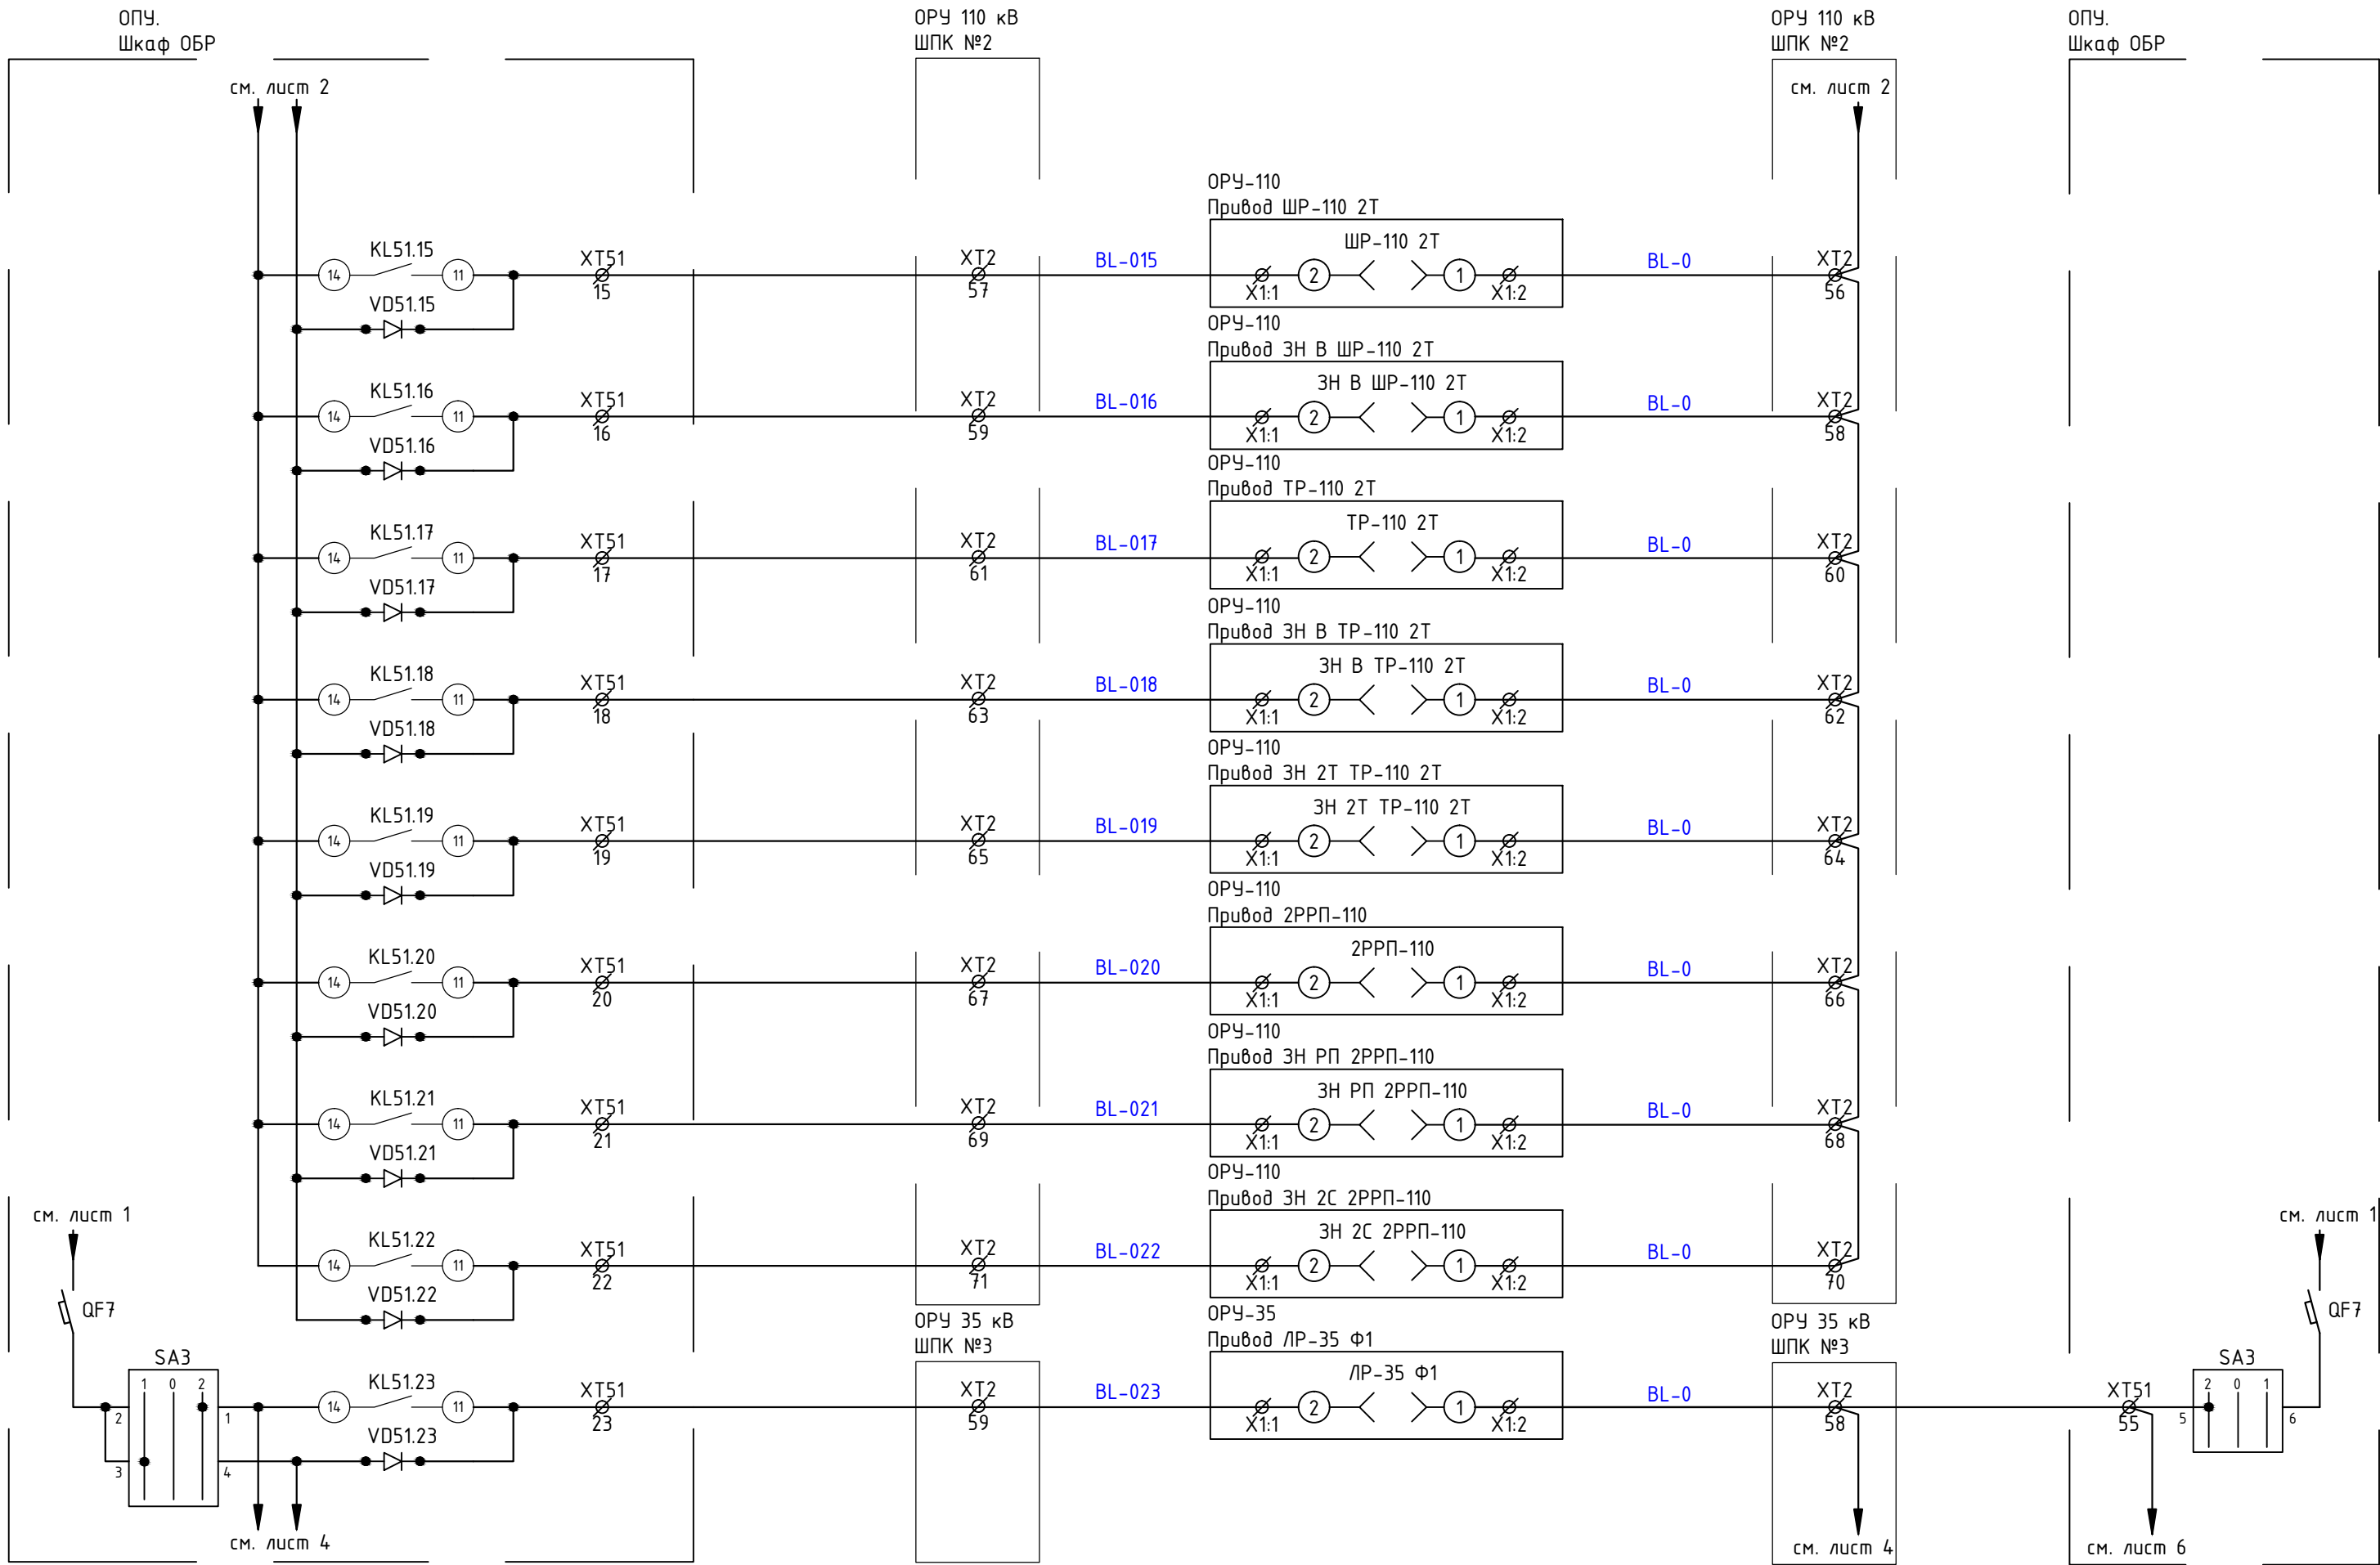 ОПУ.
Шкаф ОБР
ОРУ 110 кВ
ШПК №2
ОРУ 110 кВ
ШПК №2
ОПУ.
Шкаф ОБР
см. лист 2
см. лист 2
ОРУ-110
Привод ШР-110 2Т
KL51.15
14
11
VD51.15
XT51
15
XT2
57
BL-015
ШР-110 2Т
X1:1
2
1
X1:2
BL-0
XT2
56
ОРУ-110
Привод ЗН В ШР-110 2Т
KL51.16
14
11
VD51.16
XT51
16
XT2
59
BL-016
ЗН В ШР-110 2Т
X1:1
2
1
X1:2
BL-0
XT2
58
ОРУ-110
Привод ТР-110 2Т
KL51.17
14
11
VD51.17
XT51
17
XT2
61
BL-017
ТР-110 2Т
X1:1
2
1
X1:2
BL-0
XT2
60
ОРУ-110
Привод ЗН В ТР-110 2Т
KL51.18
14
11
VD51.18
XT51
18
XT2
63
BL-018
ЗН В ТР-110 2Т
X1:1
2
1
X1:2
BL-0
XT2
62
ОРУ-110
Привод ЗН 2Т ТР-110 2Т
KL51.19
14
11
VD51.19
XT51
19
XT2
65
BL-019
ЗН 2Т ТР-110 2Т
X1:1
2
1
X1:2
BL-0
XT2
64
ОРУ-110
Привод 2РРП-110
KL51.20
14
11
VD51.20
XT51
20
XT2
67
BL-020
2РРП-110
X1:1
2
1
X1:2
BL-0
XT2
66
ОРУ-110
Привод ЗН РП 2РРП-110
KL51.21
14
11
VD51.21
XT51
21
XT2
69
BL-021
ЗН РП 2РРП-110
X1:1
2
1
X1:2
BL-0
XT2
68
ОРУ-110
Привод ЗН 2С 2РРП-110
см. лист 1
см. лист 1
KL51.22
14
11
VD51.22
XT51
22
XT2
71
BL-022
ЗН 2С 2РРП-110
X1:1
2
1
X1:2
BL-0
XT2
70
QF7
QF7
ОРУ 35 кВ
ШПК №3
ОРУ-35
Привод ЛР-35 Ф1
ОРУ 35 кВ
ШПК №3
SA3
1 0 2
2
3
1
4
KL51.23
14
11
VD51.23
XT51
23
XT2
59
BL-023
ЛР-35 Ф1
X1:1
2
1
X1:2
BL-0
XT2
58
XT51
55
SA3
2 0 1
5
6
см. лист 4
см. лист 4
см. лист 6